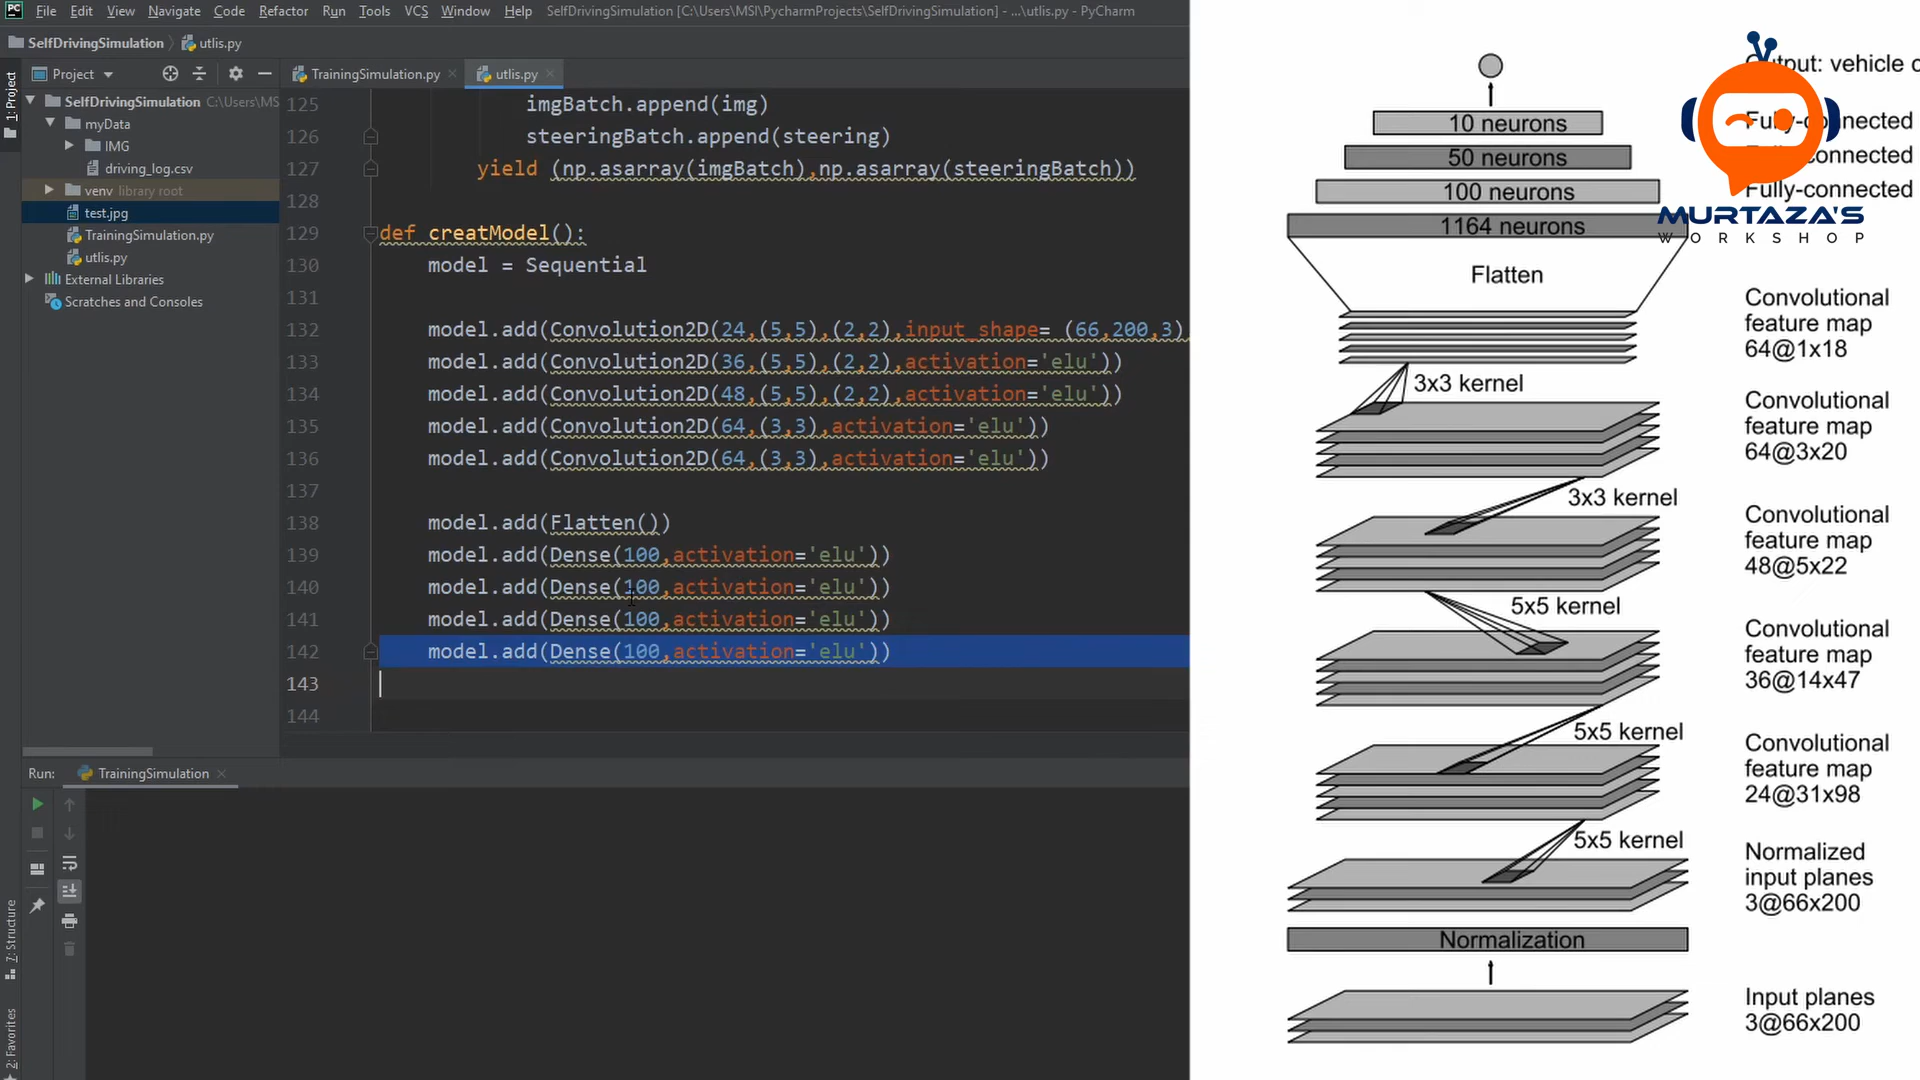 PC File Edit View Navigate Code Refactor Run Tools VCS Window Help SelfDrivingSimulation [C:\Users\MSI\PycharmProjects\SelfDrivingSimulation] - ...\utlis.py - PyCharm
SelfDrivingSimulation utlis.py
Project TrainingSimulation.py utlis.py
1: Project
SelfDrivingSimulation C:\Users\MS
myData
IMG
driving_log.csv
venv library root
test.jpg
TrainingSimulation.py
utlis.py
External Libraries
Scratches and Consoles
125 imgBatch.append(img)
126 steeringBatch.append(steering)
127 yield (np.asarray(imgBatch),np.asarray(steeringBatch))
128
129 def creatModel():
130 model = Sequential
131
132 model.add(Convolution2D(24,(5,5),(2,2),input_shape= (66,200,3),
133 model.add(Convolution2D(36,(5,5),(2,2),activation='elu'))
134 model.add(Convolution2D(48,(5,5),(2,2),activation='elu'))
135 model.add(Convolution2D(64,(3,3),activation='elu'))
136 model.add(Convolution2D(64,(3,3),activation='elu'))
137
138 model.add(Flatten())
139 model.add(Dense(100,activation='elu'))
140 model.add(Dense(100,activation='elu'))
141 model.add(Dense(100,activation='elu'))
142 model.add(Dense(100,activation='elu'))
143
144
Run: TrainingSimulation
7: Structure
2: Favorites
vehicle
10 neurons
Fully-connected
50 neurons
connected
100 neurons
Fully-connected
1164 neurons
MURTAZA'S
WORKSHOP
Flatten
Convolutional
feature map
64@1x18
3x3 kernel
Convolutional
feature map
64@3x20
3x3 kernel
Convolutional
feature map
48@5x22
5x5 kernel
Convolutional
feature map
36@14x47
5x5 kernel
Convolutional
feature map
24@31x98
5x5 kernel
Normalized
input planes
3@66x200
Normalization
Input planes
3@66x200